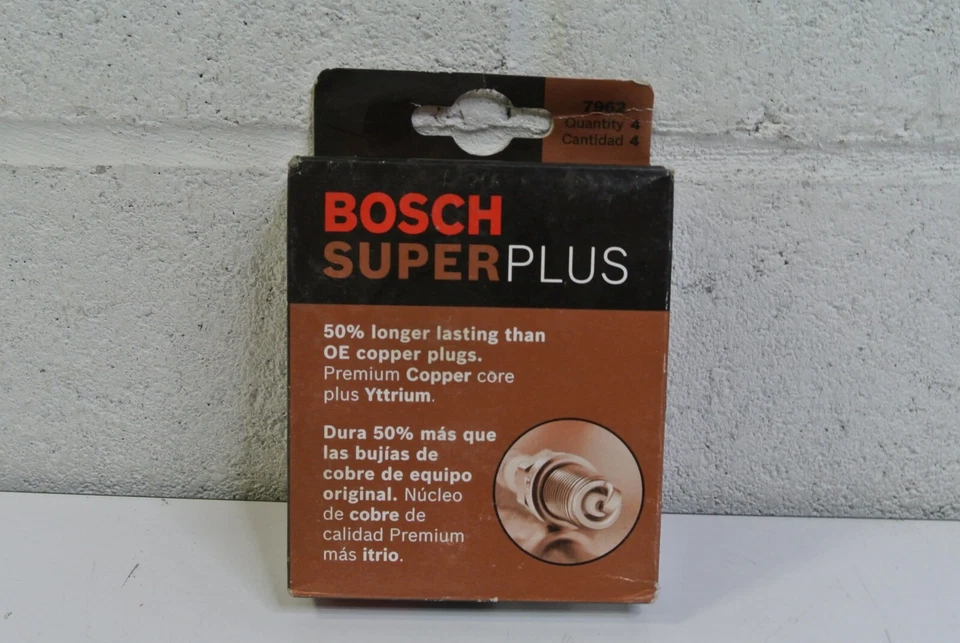 7962
Quantity 4
Cantidad 4
BOSCH
SUPERPLUS
50% longer lasting than
OE copper plugs.
Premium Copper core
plus Yttrium.
Dura 50% más que
las bujías de
cobre de equipo
original. Núcleo
de cobre de
calidad Premium
más itrio.